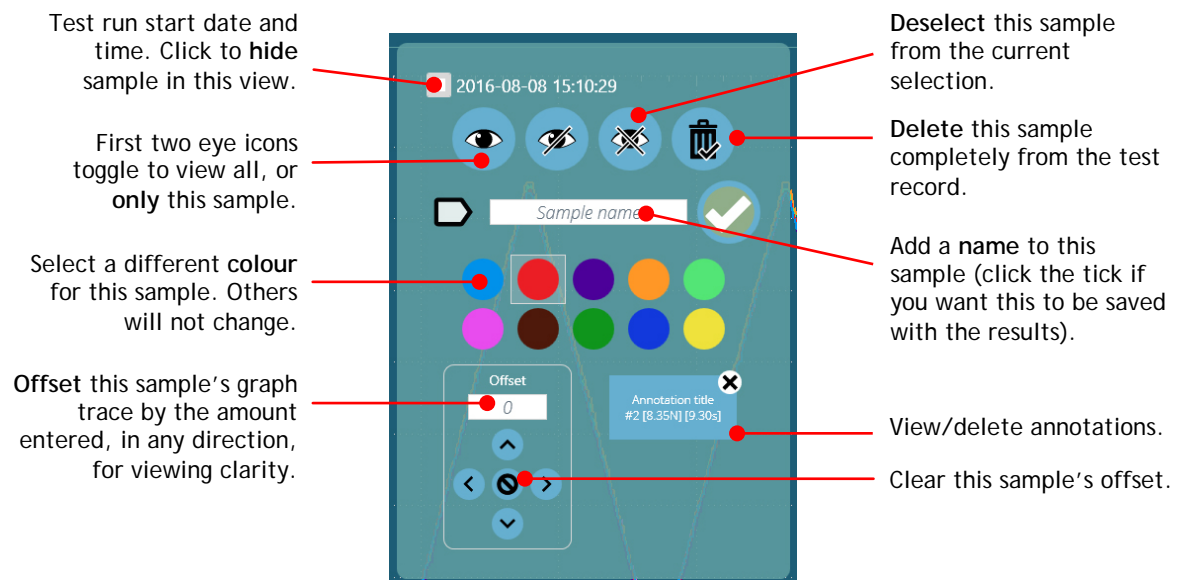 Test run start date and
time. Click to hide
sample in this view.
First two eye icons
toggle to view all, or
only this sample.
Select a different colour
for this sample. Others
will not change.
Offset this sample's graph
trace by the amount
entered, in any direction,
for viewing clarity.
2016-08-08 15:10:29
Sample name
Offset
0
Annotation title
#2 [8.35N] [9.30s]
Deselect this sample
from the current
selection.
Delete this sample
completely from the test
record.
Add a name to this
sample (click the tick if
you want this to be saved
with the results).
View/delete annotations.
Clear this sample's offset.